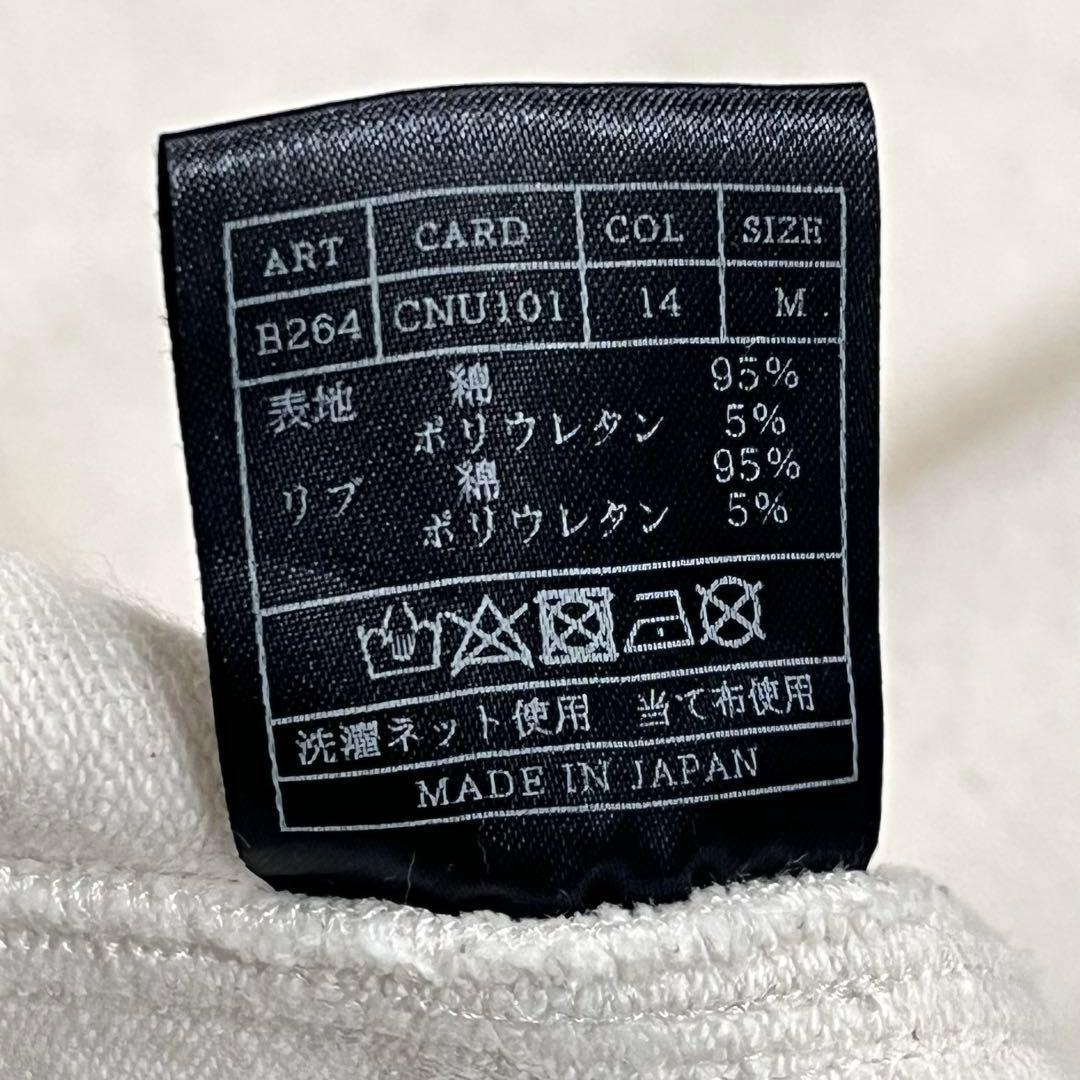 ART CARD COL SIZE
B264 CNU101 14 M
表地 綿 95%
ポリウレタン 5%
リブ 綿 95%
ポリウレタン 5%
洗濯ネット使用 当て布使用
MADE IN JAPAN